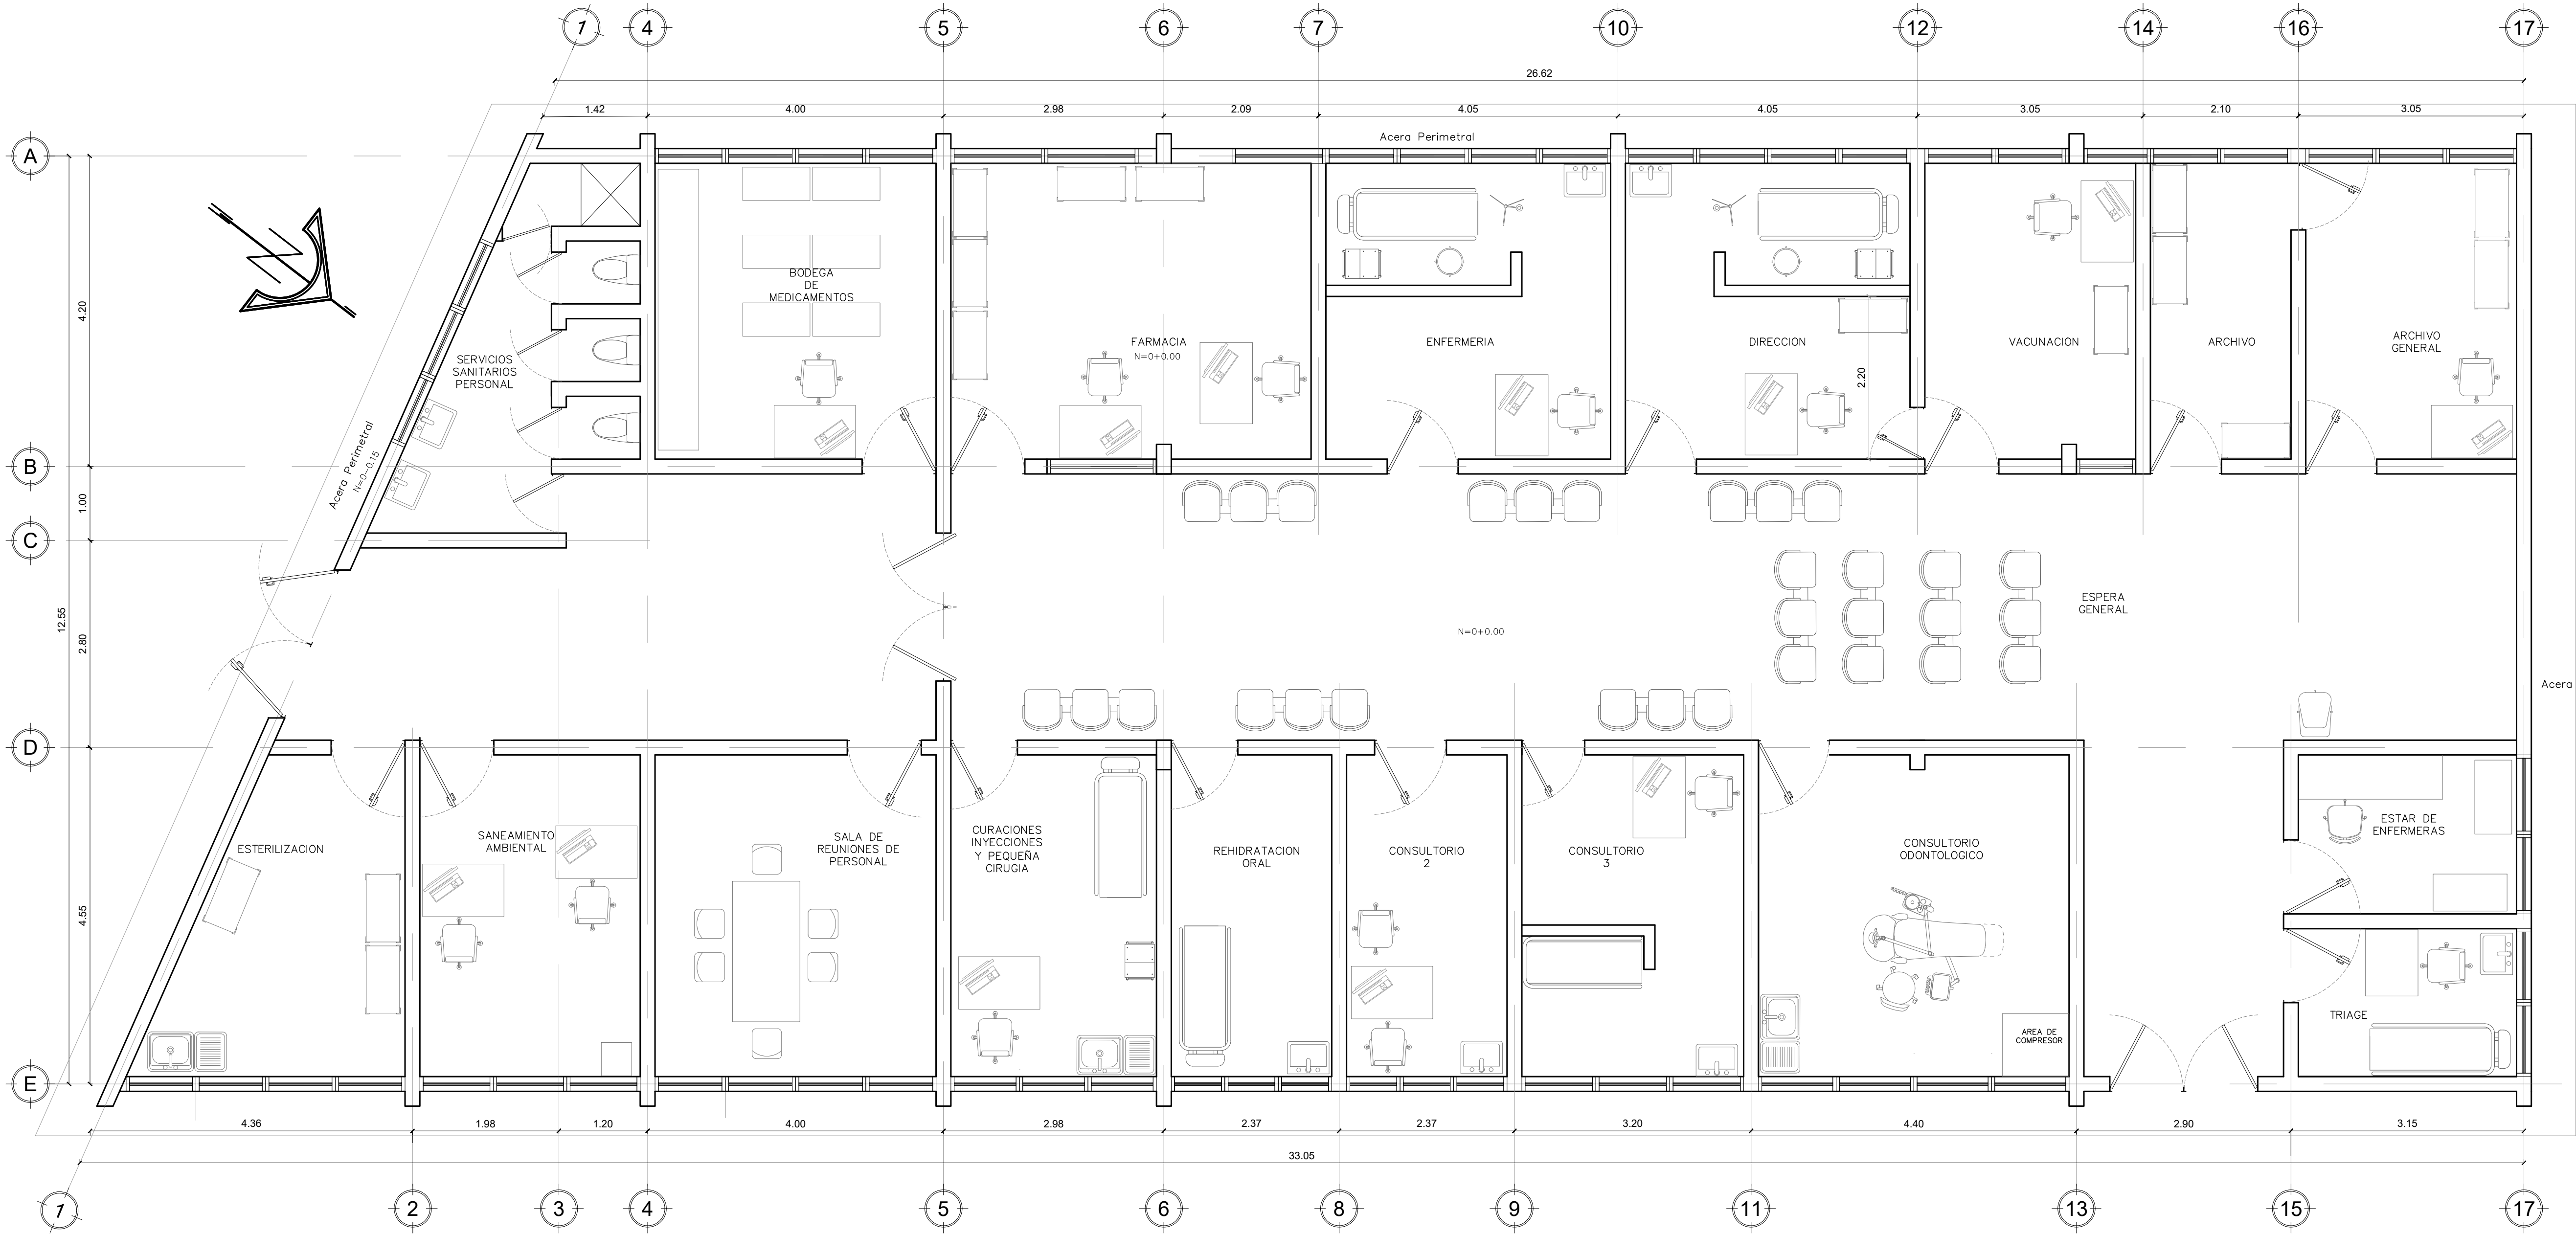 1 4 5 6 7 10 12 14 16 17
26.62
1.42 4.00 2.98 2.09 4.05 4.05 3.05 2.10 3.05
Acera Perimetral
A
B
C
D
E
4.20
1.00
2.80
4.55
12.55
Acera Perimetral
N=0-0.15
SERVICIOS
SANITARIOS
PERSONAL
BODEGA
DE
MEDICAMENTOS
FARMACIA
N=0+0.00
ENFERMERIA
DIRECCION
2.20
VACUNACION
ARCHIVO
ARCHIVO
GENERAL
ESPERA
GENERAL
N=0+0.00
Acera
ESTERILIZACION
SANEAMIENTO
AMBIENTAL
SALA DE
REUNIONES DE
PERSONAL
CURACIONES
INYECCIONES
Y PEQUEÑA
CIRUGIA
REHIDRATACION
ORAL
CONSULTORIO
2
CONSULTORIO
3
CONSULTORIO
ODONTOLOGICO
AREA DE
COMPRESOR
ESTAR DE
ENFERMERAS
TRIAGE
4.36 1.98 1.20 4.00 2.98 2.37 2.37 3.20 4.40 2.90 3.15
33.05
1 2 3 4 5 6 8 9 11 13 15 17